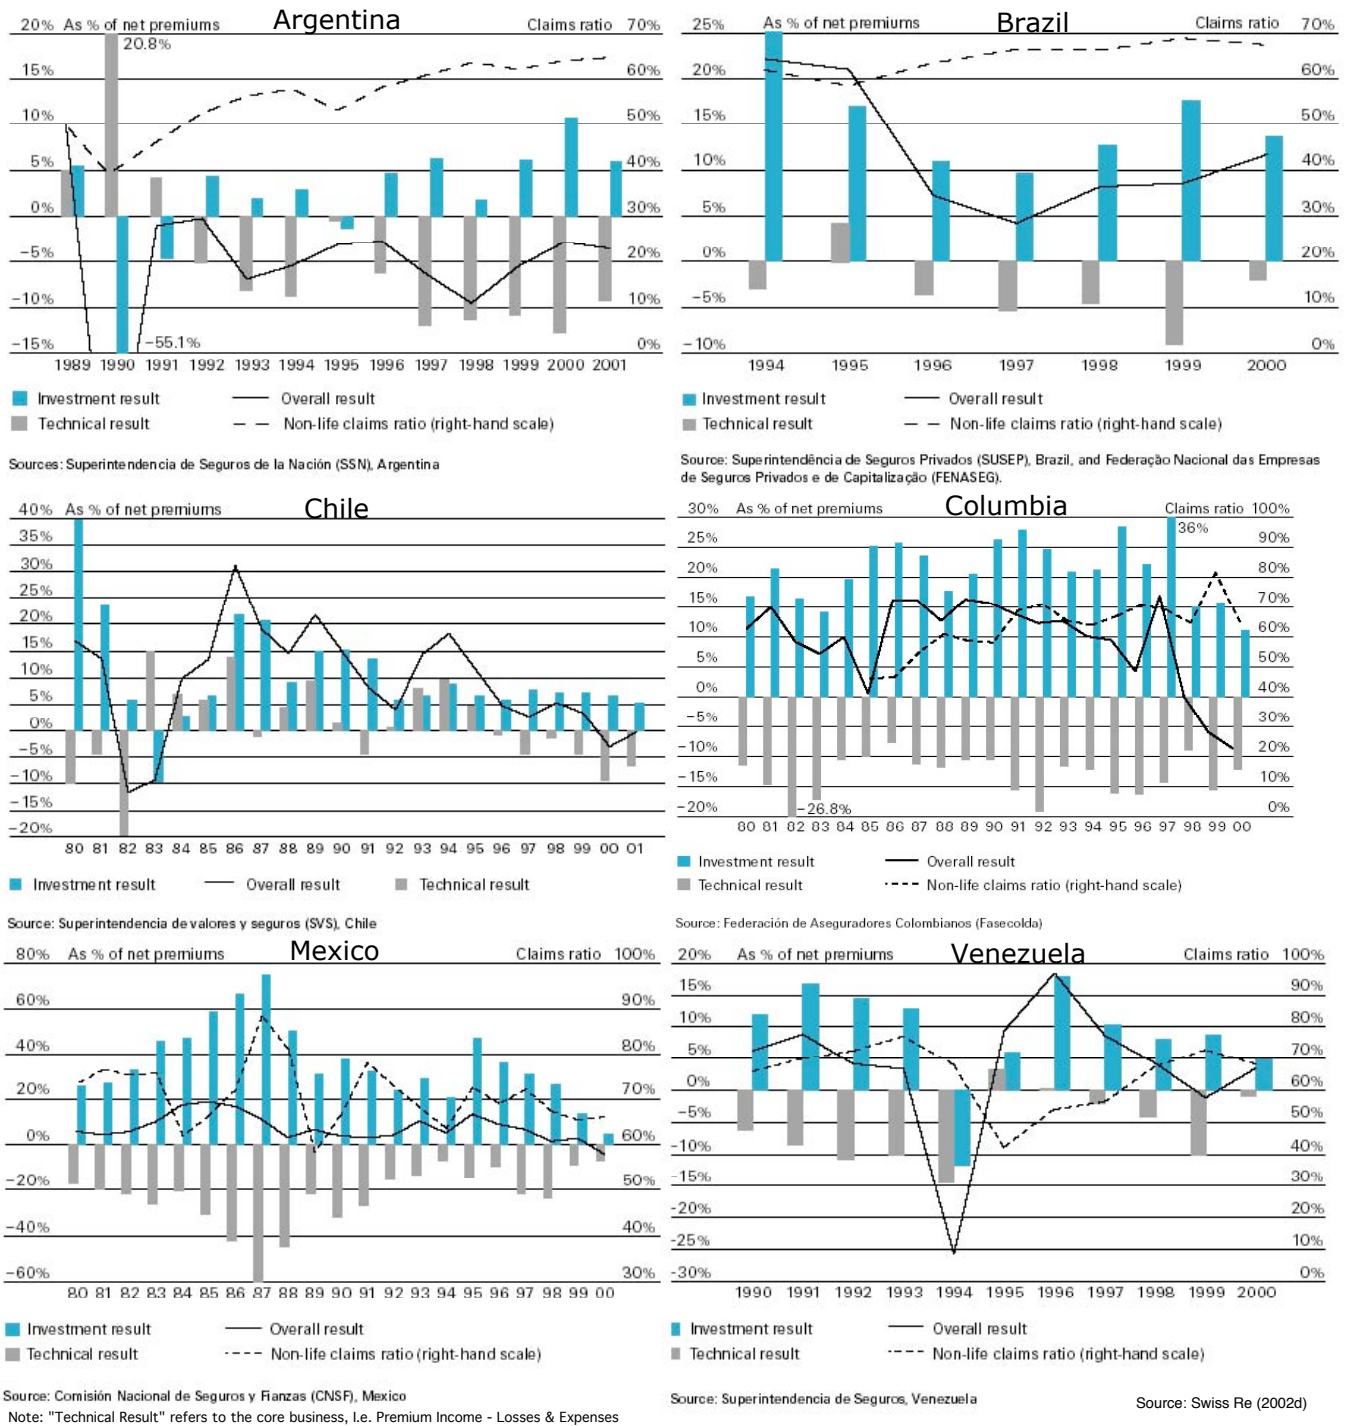 Argentina
20% As % of net premiums Claims ratio 70%
20.8%
15% 60%
10% 50%
5% 40%
0% 30%
−5% 20%
−10% 10%
−15% −55.1% 0%
1989 1990 1991 1992 1993 1994 1995 1996 1997 1998 1999 2000 2001
Investment result Overall result
Technical result Non-life claims ratio (right-hand scale)
Sources: Superintendencia de Seguros de la Nación (SSN), Argentina
Brazil
25% As % of net premiums Claims ratio 70%
20% 60%
15% 50%
10% 40%
5% 30%
0% 20%
−5% 10%
−10% 0%
1994 1995 1996 1997 1998 1999 2000
Investment result Overall result
Technical result Non-life claims ratio (right-hand scale)
Source: Superintendência de Seguros Privados (SUSEP), Brazil, and Federação Nacional das Empresas
de Seguros Privados e de Capitalização (FENASEG).
Chile
40% As % of net premiums
35%
30%
25%
20%
15%
10%
5%
0%
−5%
−10%
−15%
−20%
80 81 82 83 84 85 86 87 88 89 90 91 92 93 94 95 96 97 98 99 00 01
Investment result Overall result Technical result
Source: Superintendencia de valores y seguros (SVS), Chile
Columbia
30% As % of net premiums Claims ratio 100%
36%
25% 90%
20% 80%
15% 70%
10% 60%
5% 50%
0% 40%
−5% 30%
−10% 20%
−15% 10%
−20% −26.8% 0%
80 81 82 83 84 85 86 87 88 89 90 91 92 93 94 95 96 97 98 99 00
Investment result Overall result
Technical result Non-life claims ratio (right-hand scale)
Source: Federación de Aseguradores Colombianos (Fasecolda)
Mexico
80% As % of net premiums Claims ratio 100%
60% 90%
40% 80%
20% 70%
0% 60%
−20% 50%
−40% 40%
−60% 30%
80 81 82 83 84 85 86 87 88 89 90 91 92 93 94 95 96 97 98 99 00
Investment result Overall result
Technical result Non-life claims ratio (right-hand scale)
Source: Comisión Nacional de Seguros y Fianzas (CNSF), Mexico
Note: "Technical Result" refers to the core business, I.e. Premium Income - Losses & Expenses
Venezuela
20% As % of net premiums Claims ratio 100%
15% 90%
10% 80%
5% 70%
0% 60%
−5% 50%
−10% 40%
−15% 30%
−20% 20%
-25% 10%
-30% 0%
1990 1991 1992 1993 1994 1995 1996 1997 1998 1999 2000
Investment result Overall result
Technical result Non-life claims ratio (right-hand scale)
Source: Superintendencia de Seguros, Venezuela
Source: Swiss Re (2002d)